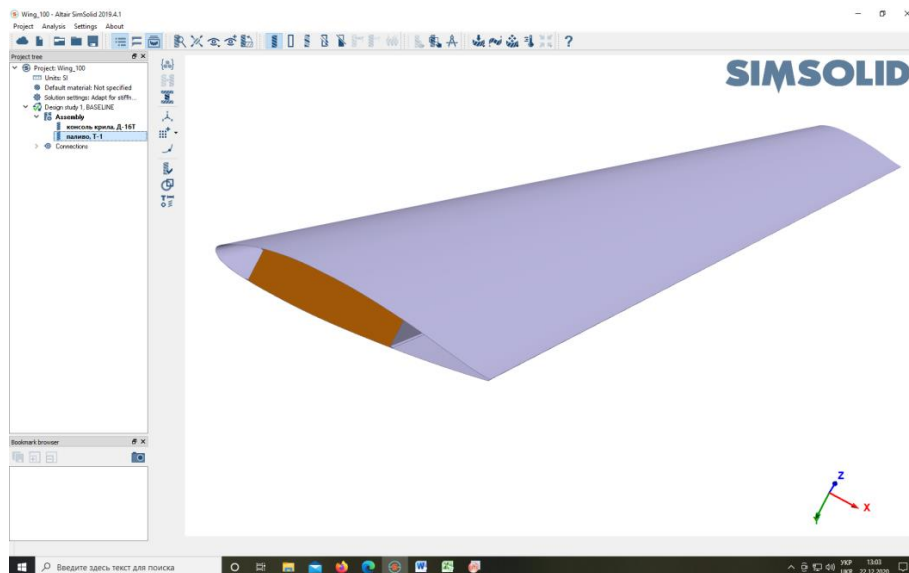 Wing_100 - Altair SimSolid 2019.4.1
Project Analysis Settings About
Project tree
Project: Wing_100
Units: SI
Default material: Not specified
Solution settings: Adapt for stiffn...
Design study 1, BASELINE
Assembly
консоль крила, Д-16Т
паливо, Т-1
Connections
SIMSOLID
Bookmark browser
Z
X
Y
Введите здесь текст для поиска
УКР 13:03
UKR 22.12.2020